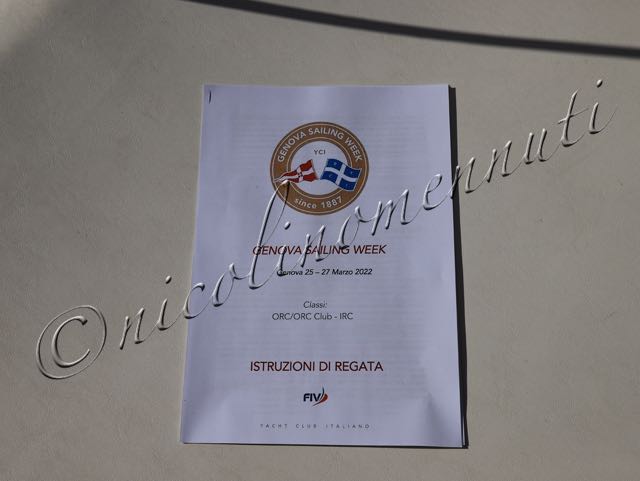 GENOVA SAILING WEEK
YCI
since 1887
GENOVA SAILING WEEK
Genova 25 – 27 Marzo 2022
Classi:
ORC/ORC Club - IRC
ISTRUZIONI DI REGATA
FIV
YACHT CLUB ITALIANO
©nicolinomennuti